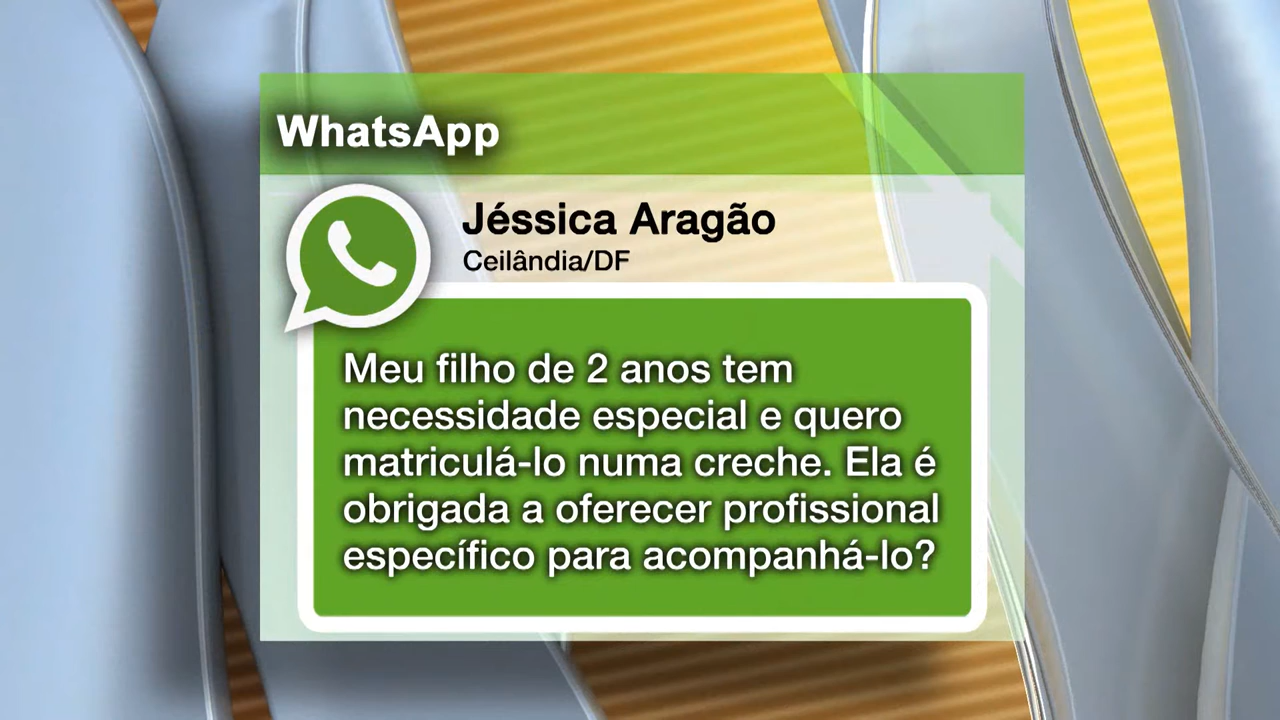 WhatsApp
Jéssica Aragão
Ceilândia/DF
Meu filho de 2 anos tem
necessidade especial e quero
matriculá-lo numa creche. Ela é
obrigada a oferecer profissional
específico para acompanhá-lo?